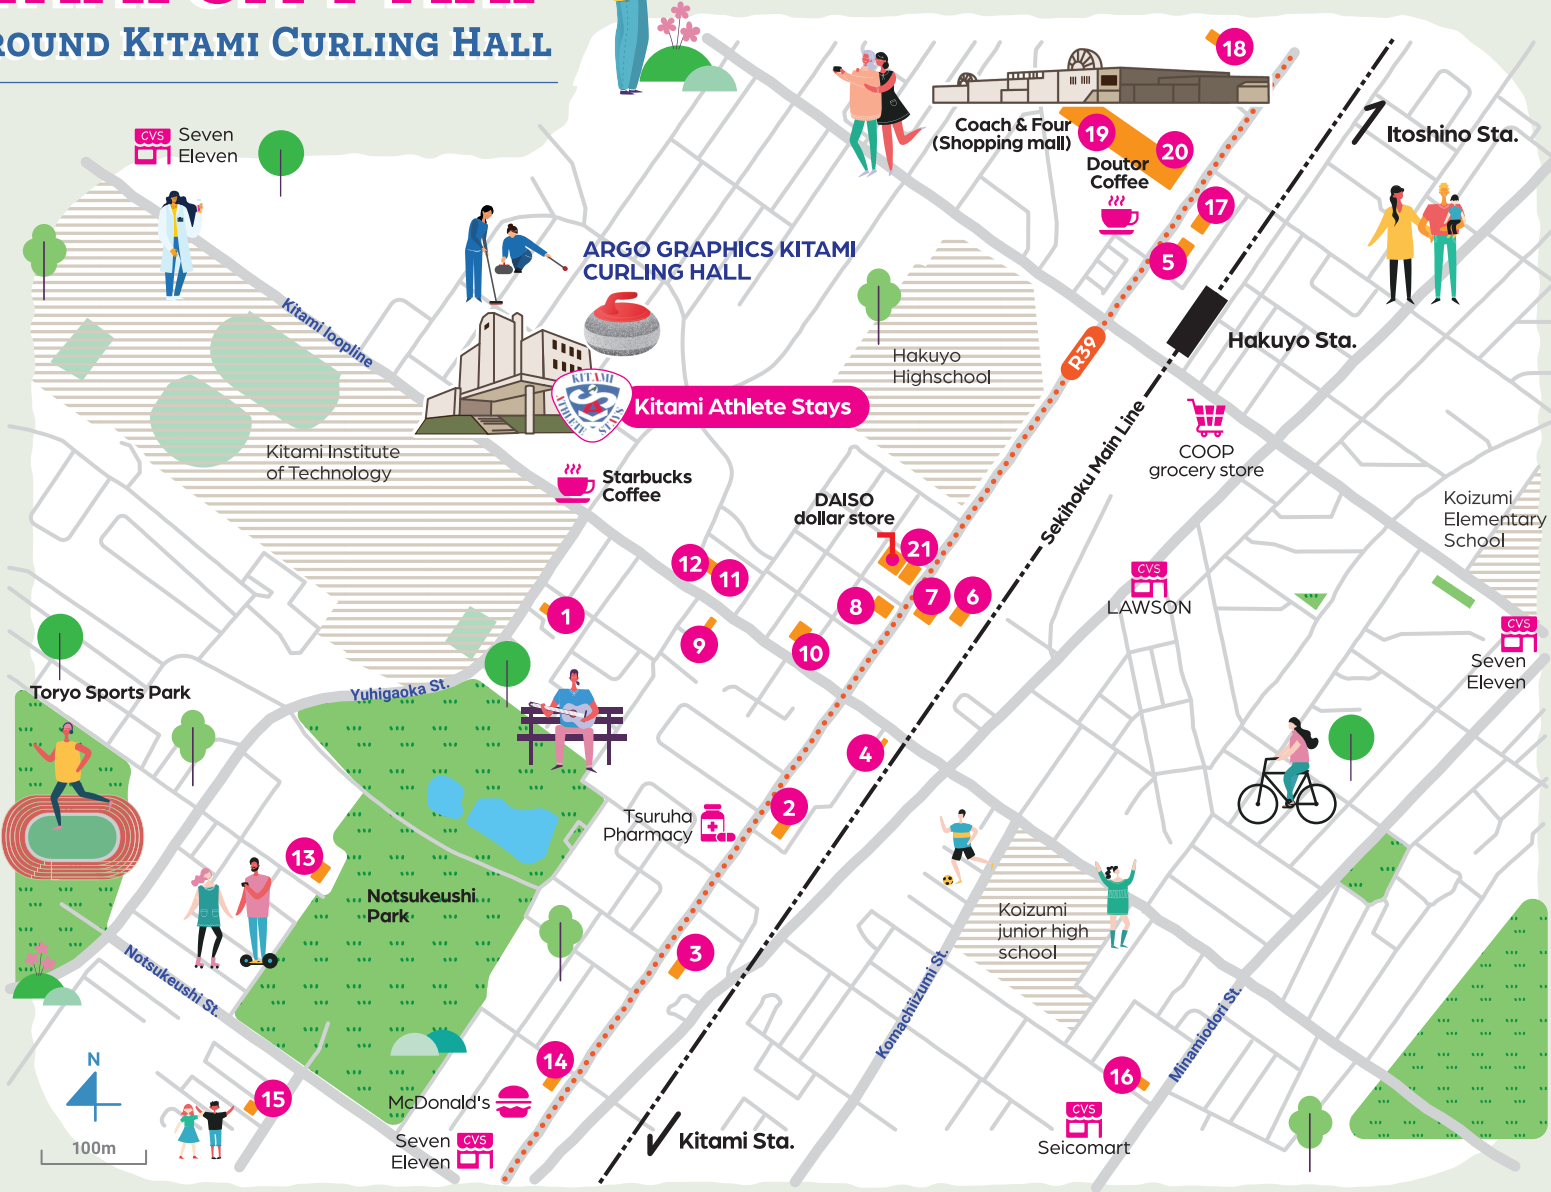 ROUND KITAMI CURLING HALL
CVS
Seven
Eleven
18
Coach & Four
(Shopping mall)
19
20
Doutor
Coffee
Itoshino Sta.
17
5
ARGO GRAPHICS KITAMI
CURLING HALL
Kitami loopline
Hakuyo
Highschool
R39
Hakuyo Sta.
KITAMI
ATHLETE
STAYS
Kitami Athlete Stays
Sekihoku Main Line
COOP
grocery store
Kitami Institute
of Technology
Starbucks
Coffee
DAISO
dollar store
21
Koizumi
Elementary
School
12
11
1
9
10
8
7
6
CVS
LAWSON
CVS
Seven
Eleven
Toryo Sports Park
Yuhigaoka St.
4
2
Tsuruha
Pharmacy
13
Notsukeushi
Park
Koizumi
junior high
school
3
Notsukeushi St.
Komachiizumi St.
Minamiodori St.
N
100m
15
14
McDonald's
Seven
Eleven
CVS
Kitami Sta.
16
CVS
Seicomart